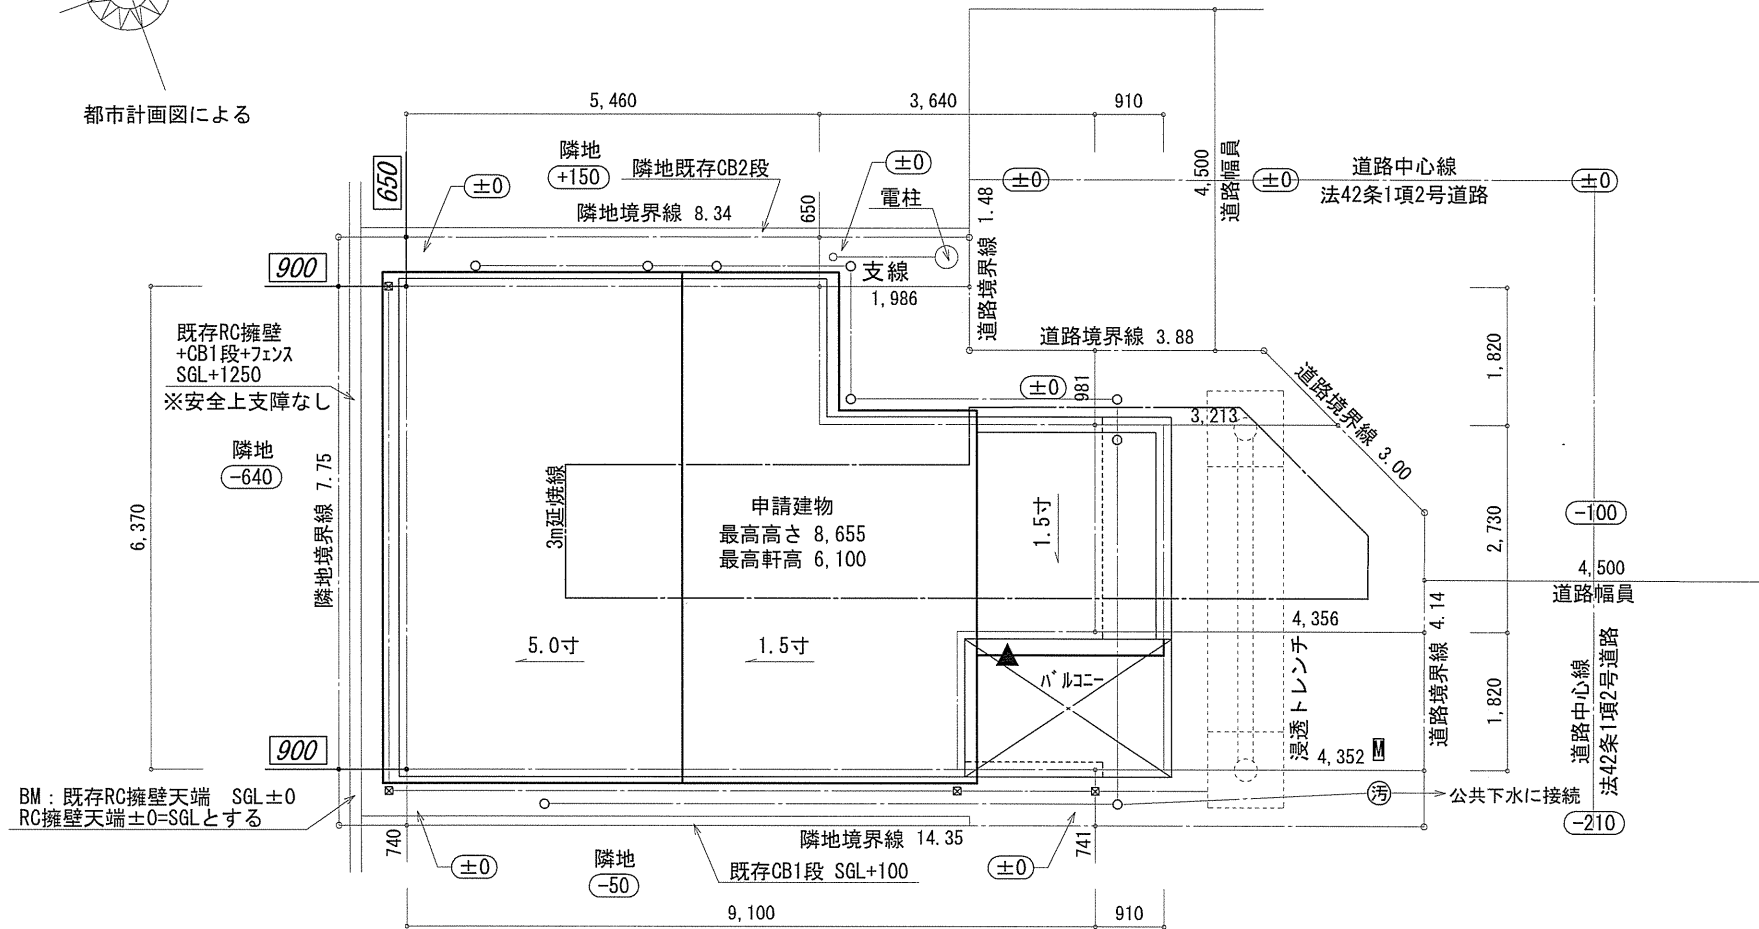 都市計画図による
5,460
3,640
910
隣地
+150
隣地既存CB2段
±0
±0
電柱
650
650
隣地境界線 8.34
道路境界線 1.48
±0
4,500
道路幅員
±0
道路中心線
法42条1項2号道路
±0
900
支線
1,986
道路境界線 3.88
既存RC擁壁
+CB1段+フェンス
SGL+1250
※安全上支障なし
隣地
-640
隣地境界線 7.75
6,370
±0
981
3,213
道路境界線 3.00
1,820
3m延焼線
申請建物
最高高さ 8,655
最高軒高 6,100
1.5寸
2,730
-100
4,500
道路幅員
5.0寸
1.5寸
4,356
バルコニー
浸透トレンチ
道路境界線 4.14
1,820
道路中心線
法42条1項2号道路
900
4,352
M
BM：既存RC擁壁天端 SGL±0
RC擁壁天端±0=SGLとする
汚
公共下水に接続
-210
740
±0
隣地
-50
隣地境界線 14.35
既存CB1段 SGL+100
±0
741
9,100
910